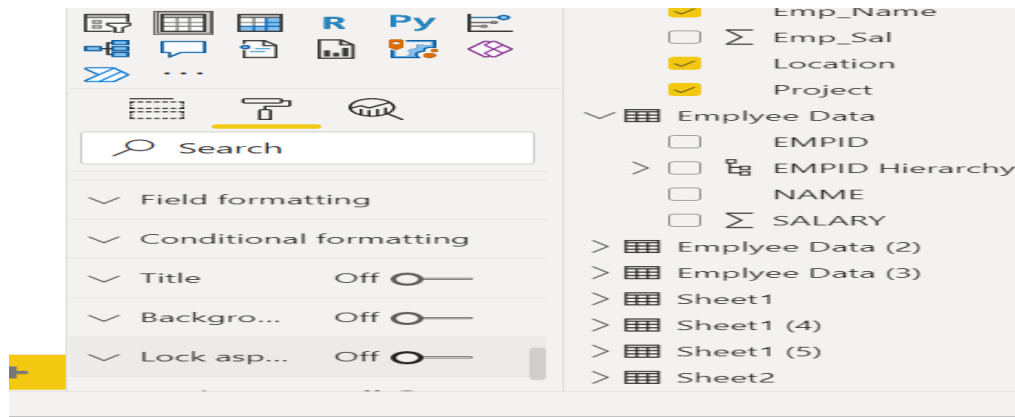 R Py
Search
Field formatting
Conditional formatting
Title Off
Backgro... Off
Lock asp... Off
Emp_Name
Emp_Sal
Location
Project
Emplyee Data
EMPID
EMPID Hierarchy
NAME
SALARY
Emplyee Data (2)
Emplyee Data (3)
Sheet1
Sheet1 (4)
Sheet1 (5)
Sheet2